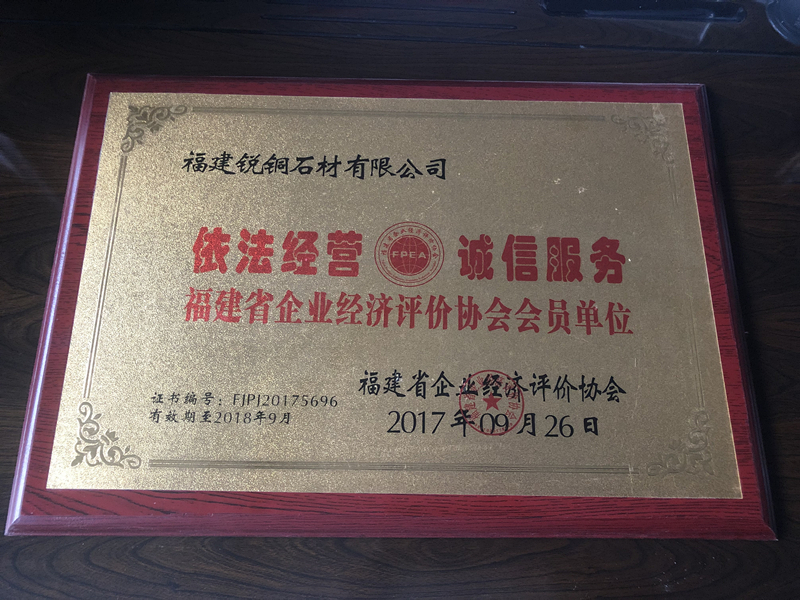 福建锐铜石材有限公司
依法经营 FPEA 诚信服务
福建省企业经济评价协会会员单位
福建省企业经济评价协会
证书编号：FJPJ20175696
2017年09月26日
有效期至2018年9月